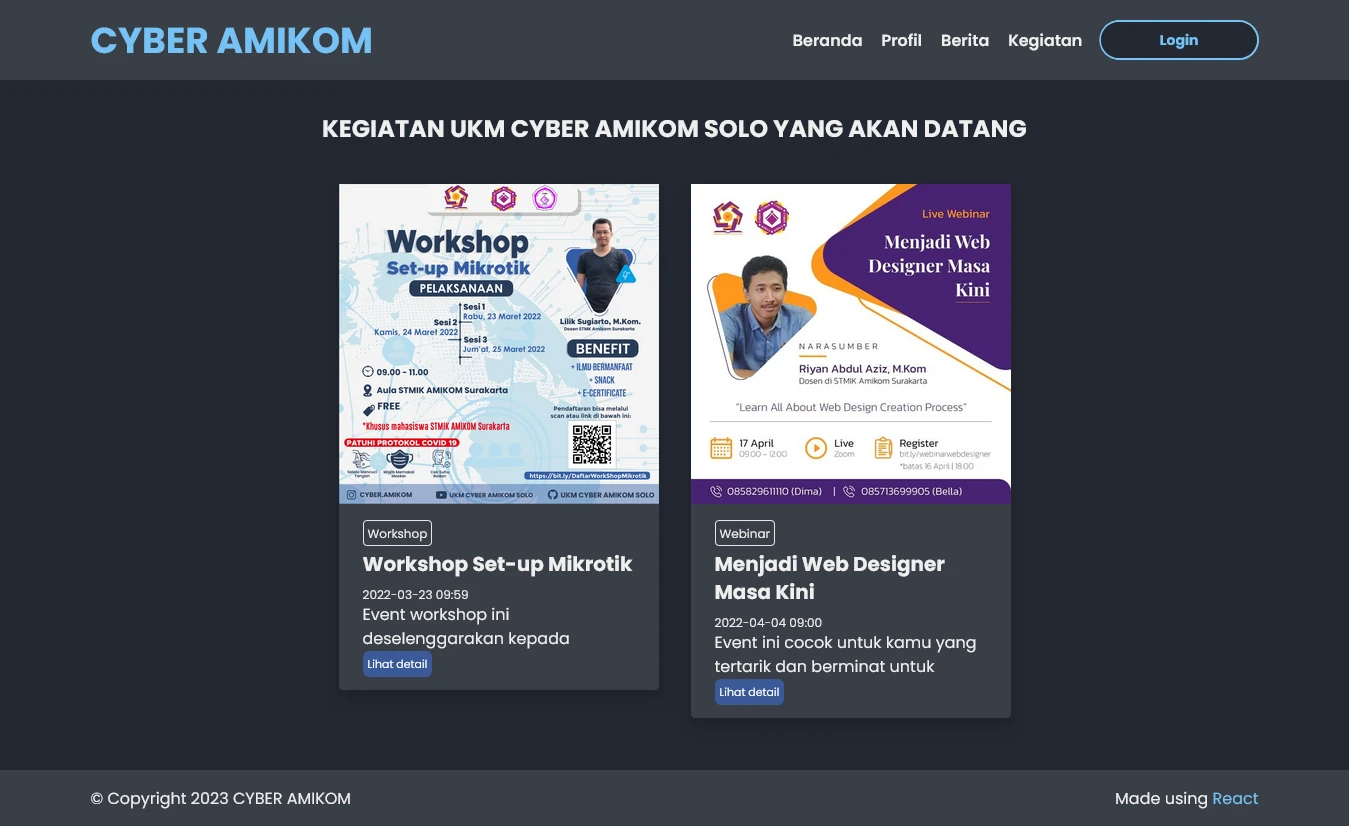 CYBER AMIKOM
Beranda
Profil
Berita
Kegiatan
Login
KEGIATAN UKM CYBER AMIKOM SOLO YANG AKAN DATANG
Workshop
Set-up Mikrotik
PELAKSANAAN
Sesi 1
Rabu, 23 Maret 2022
Sesi 2
Kamis, 24 Maret 2022
Sesi 3
Jum'at, 25 Maret 2022
09.00 - 11.00
Aula STMIK AMIKOM Surakarta
FREE
*Khusus mahasiswa STMIK AMIKOM Surakarta
PATUHI PROTOKOL COVID 19
Selalu Mencuci
Tangan
Wajib Memakai
Masker
Cek Suhu
Badan
Lilik Sugiarto, M.Kom.
Dosen STMIK Amikom Surakarta
BENEFIT
+ ILMU BERMANFAAT
+ SNACK
+ E-CERTIFICATE
Pendaftaran bisa melalui
scan atau link di bawah ini:
https://bit.ly/DaftarWorkShopMikrotik
CYBER.AMIKOM
UKM CYBER AMIKOM SOLO
UKM CYBER AMIKOM SOLO
Workshop
Workshop Set-up Mikrotik
2022-03-23 09:59
Event workshop ini
deselenggarakan kepada
Lihat detail
Live Webinar
Menjadi Web
Designer Masa
Kini
NARASUMBER
Riyan Abdul Aziz, M.Kom
Dosen di STMIK Amikom Surakarta
"Learn All About Web Design Creation Process"
17 April
09:00 - 12:00
Live
Zoom
Register
bit.ly/webinarwebdesigner
*batas 16 April | 18:00
085829611110 (Dima) | 085713699905 (Bella)
Webinar
Menjadi Web Designer
Masa Kini
2022-04-04 09:00
Event ini cocok untuk kamu yang
tertarik dan berminat untuk
Lihat detail
© Copyright 2023 CYBER AMIKOM
Made using React